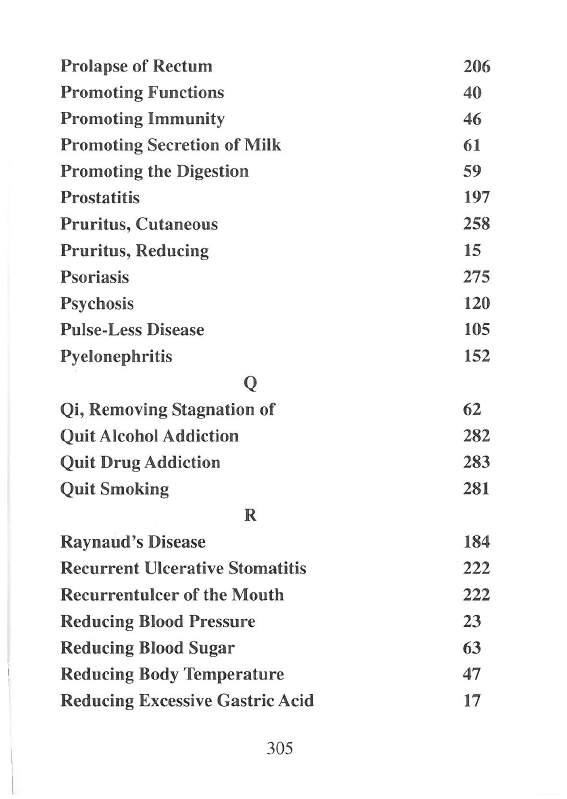 Prolapse of Rectum 206
Promoting Functions 40
Promoting Immunity 46
Promoting Secretion of Milk 61
Promoting the Digestion 59
Prostatitis 197
Pruritus, Cutaneous 258
Pruritus, Reducing 15
Psoriasis 275
Psychosis 120
Pulse-Less Disease 105
Pyelonephritis 152
Q
Qi, Removing Stagnation of 62
Quit Alcohol Addiction 282
Quit Drug Addiction 283
Quit Smoking 281
R
Raynaud's Disease 184
Recurrent Ulcerative Stomatitis 222
Recurrentulcer of the Mouth 222
Reducing Blood Pressure 23
Reducing Blood Sugar 63
Reducing Body Temperature 47
Reducing Excessive Gastric Acid 17
305